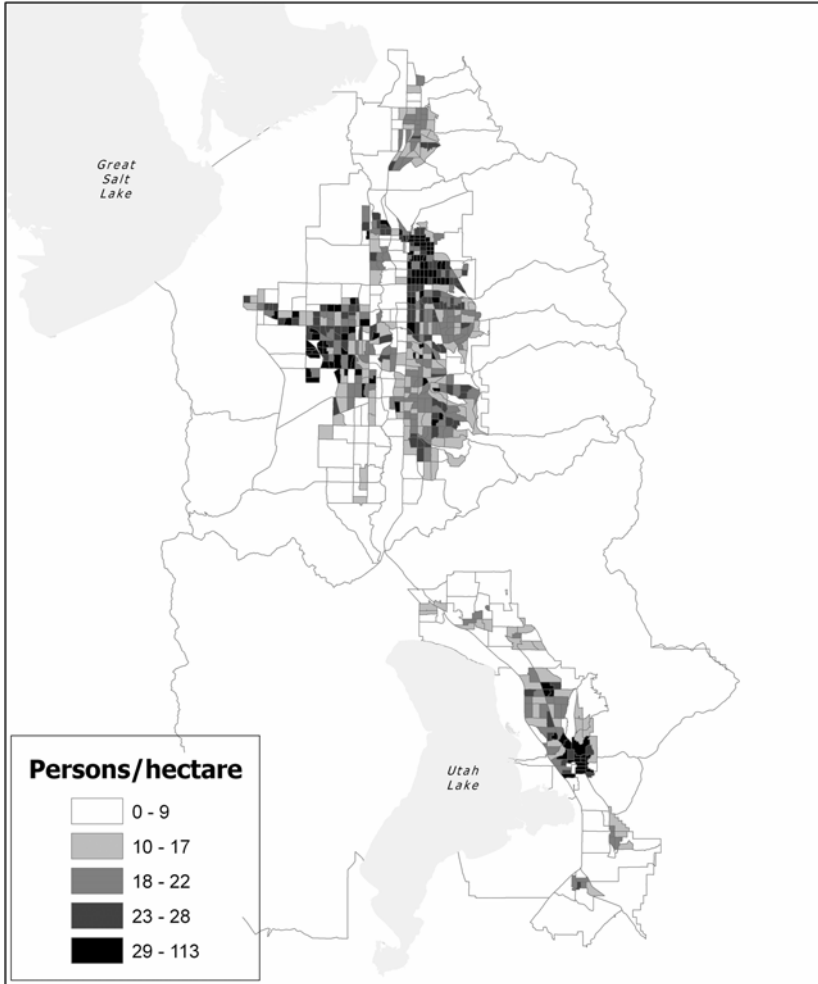 Great
Salt
Lake
Utah
Lake
Persons/hectare
0 - 9
10 - 17
18 - 22
23 - 28
29 - 113